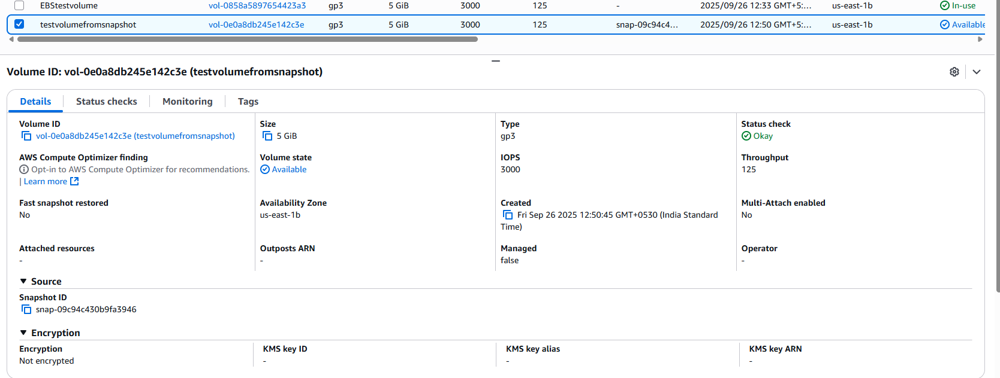 EBStestvolume vol-0858a5897654423a3 gp3 5 GiB 3000 125 - 2025/09/26 12:33 GMT+5:... us-east-1b In-use
testvolumefromsnapshot vol-0e0a8db245e142c3e gp3 5 GiB 3000 125 snap-09c94c4... 2025/09/26 12:50 GMT+5:... us-east-1b Available
Volume ID: vol-0e0a8db245e142c3e (testvolumefromsnapshot)
Details Status checks Monitoring Tags
Volume ID Size Type Status check
vol-0e0a8db245e142c3e (testvolumefromsnapshot) 5 GiB gp3 Okay
AWS Compute Optimizer finding Volume state IOPS Throughput
Opt-in to AWS Compute Optimizer for recommendations. Available 3000 125
| Learn more
Fast snapshot restored Availability Zone Created Multi-Attach enabled
No us-east-1b Fri Sep 26 2025 12:50:45 GMT+0530 (India Standard No
Time)
Attached resources Outposts ARN Managed Operator
- - false -
Source
Snapshot ID
snap-09c94c430b9fa3946
Encryption
Encryption KMS key ID KMS key alias KMS key ARN
Not encrypted - - -